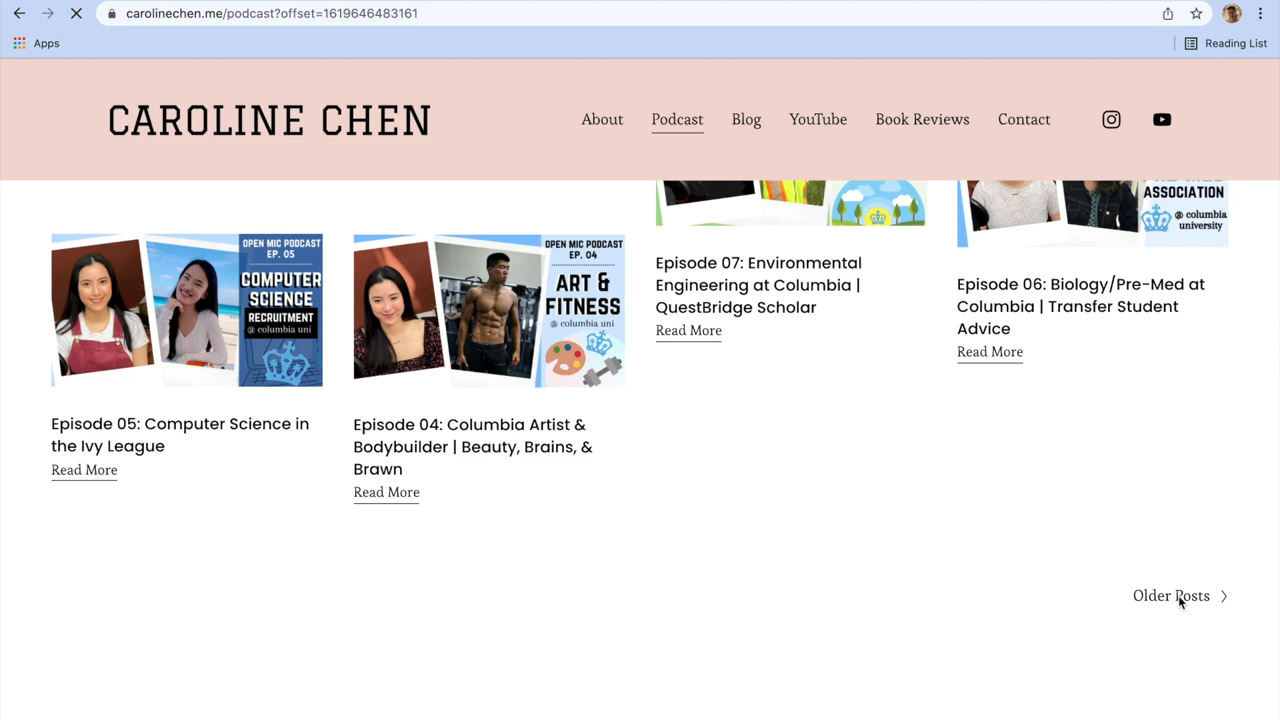 carolinechen.me/podcast?offset=1619646483161
Apps
Reading List
CAROLINE CHEN
About
Podcast
Blog
YouTube
Book Reviews
Contact
ASSOCIATION
@ columbia
university
OPEN MIC PODCAST
EP. 05
COMPUTER
SCIENCE
RECRUITMENT
@ columbia uni
Episode 05: Computer Science in
the Ivy League
Read More
OPEN MIC PODCAST
EP. 04
ART &
FITNESS
@ columbia uni
Episode 04: Columbia Artist &
Bodybuilder | Beauty, Brains, &
Brawn
Read More
Episode 07: Environmental
Engineering at Columbia |
QuestBridge Scholar
Read More
Episode 06: Biology/Pre-Med at
Columbia | Transfer Student
Advice
Read More
Older Posts